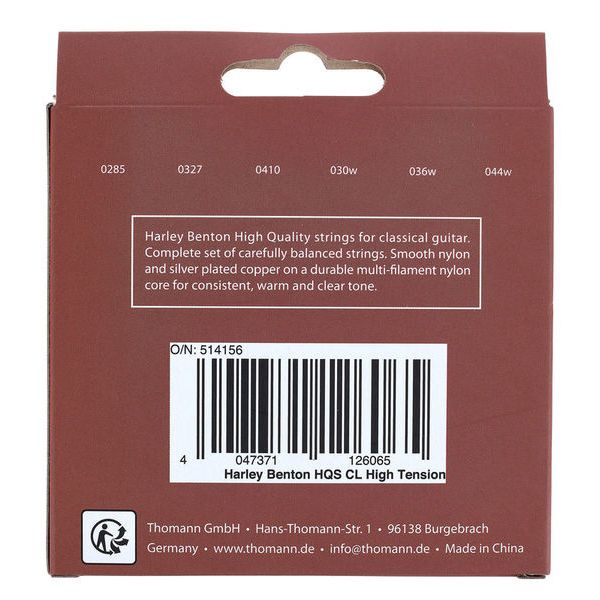 0285 0327 0410 030w 036w 044w
Harley Benton High Quality strings for classical guitar.
Complete set of carefully balanced strings. Smooth nylon
and silver plated copper on a durable multi-filament nylon
core for consistent, warm and clear tone.
O/N: 514156
4 047371 126065
Harley Benton HQS CL High Tension
Thomann GmbH • Hans-Thomann-Str. 1 • 96138 Burgebrach
Germany • www.thomann.de • info@thomann.de • Made in China